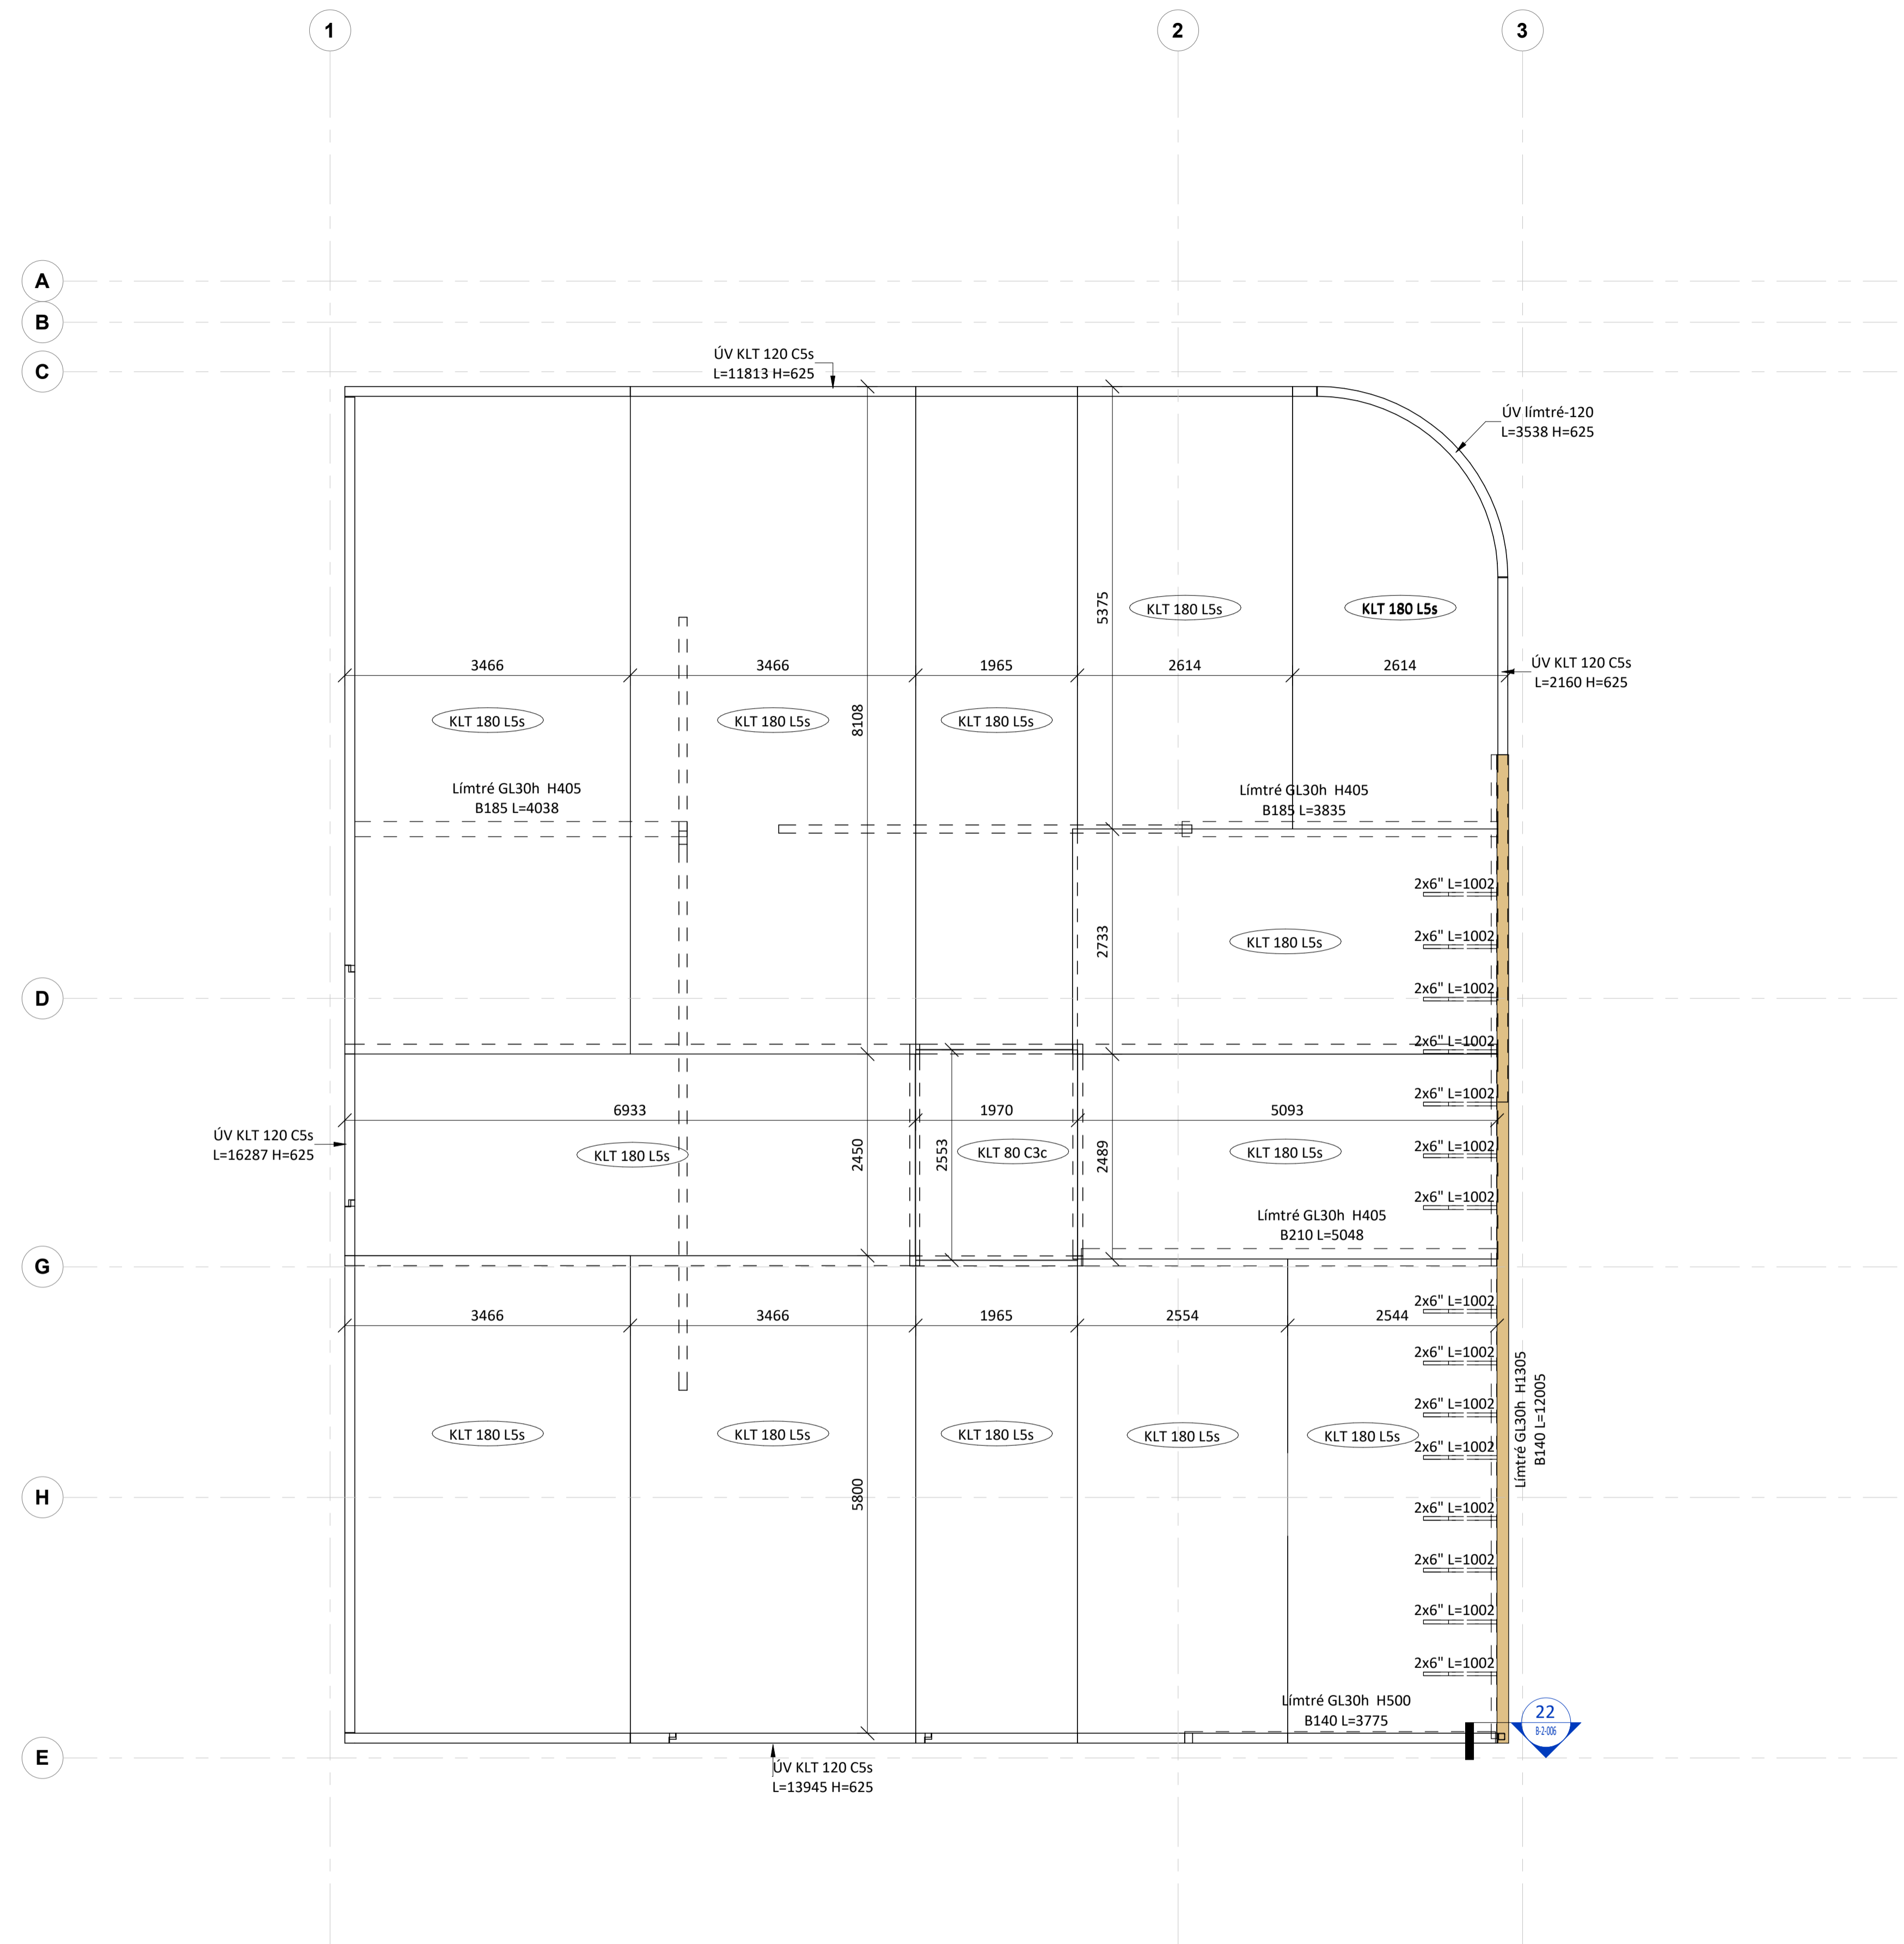 1
2
3
A
B
C
ÚV KLT 120 C5s
L=11813 H=625
ÚV límtré-120
L=3538 H=625
5375
KLT 180 L5s
KLT 180 L5s
3466
3466
1965
2614
2614
ÚV KLT 120 C5s
L=2160 H=625
8108
KLT 180 L5s
KLT 180 L5s
KLT 180 L5s
Límtré GL30h H405
B185 L=4038
Límtré GL30h H405
B185 L=3835
2x6" L=1002
2x6" L=1002
2733
KLT 180 L5s
D
2x6" L=1002
2x6" L=1002
2x6" L=1002
6933
1970
5093
ÚV KLT 120 C5s
L=16287 H=625
KLT 180 L5s
2450
2553
KLT 80 C3c
2489
KLT 180 L5s
2x6" L=1002
2x6" L=1002
Límtré GL30h H405
B210 L=5048
G
2x6" L=1002
3466
3466
1965
2554
2544
2x6" L=1002
Límtré GL30h H1305
B140 L=12005
2x6" L=1002
KLT 180 L5s
KLT 180 L5s
KLT 180 L5s
KLT 180 L5s
KLT 180 L5s
2x6" L=1002
5800
H
2x6" L=1002
2x6" L=1002
2x6" L=1002
2x6" L=1002
Límtré GL30h H500
B140 L=3775
22
B-2-006
E
ÚV KLT 120 C5s
L=13945 H=625